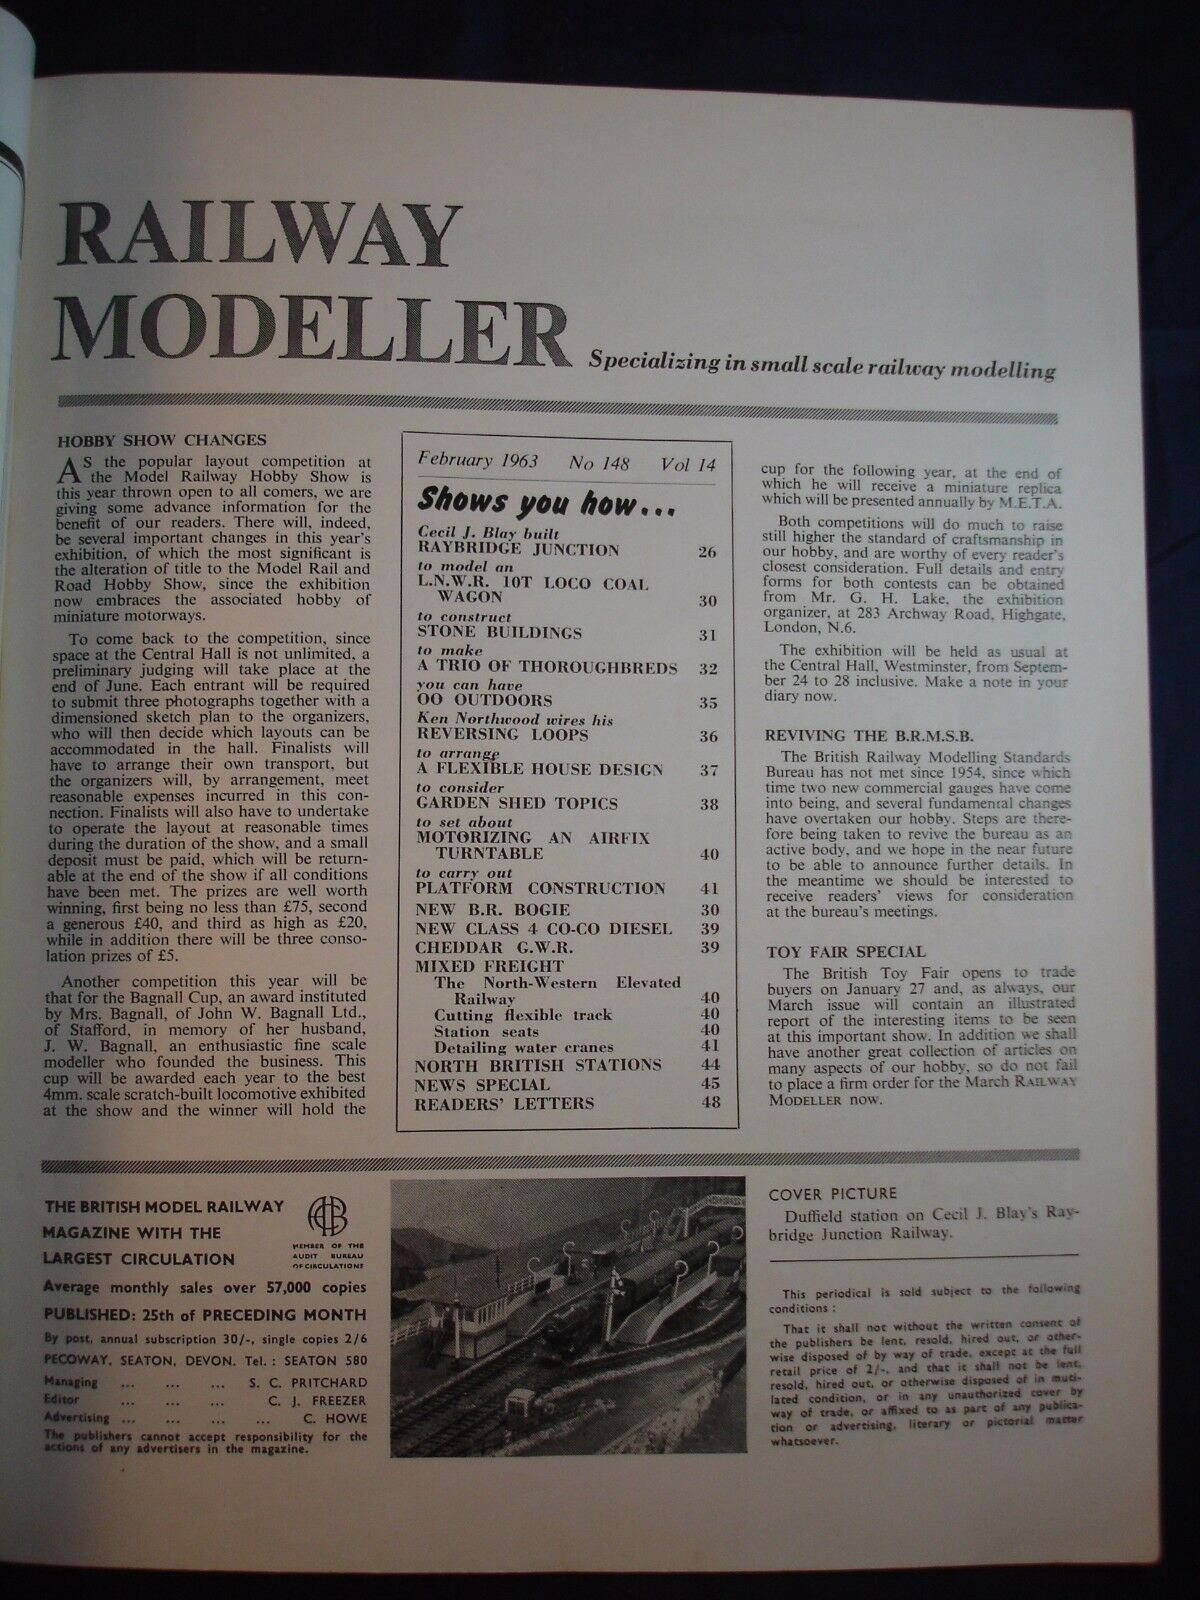 RAILWAY
MODELLER
Specializing in small scale railway modelling
HOBBY SHOW CHANGES
AS the popular layout competition at
the Model Railway Hobby Show is
this year thrown open to all comers, we are
giving some advance information for the
benefit of our readers. There will, indeed,
be several important changes in this year's
exhibition, of which the most significant is
the alteration of title to the Model Rail and
Road Hobby Show, since the exhibition
now embraces the associated hobby of
miniature motorways.
To come back to the competition, since
space at the Central Hall is not unlimited, a
preliminary judging will take place at the
end of June. Each entrant will be required
to submit three photographs together with a
dimensioned sketch plan to the organizers,
who will then decide which layouts can be
accommodated in the hall. Finalists will
have to arrange their own transport, but
the organizers will, by arrangement, meet
reasonable expenses incurred in this con-
nection. Finalists will also have to undertake
to operate the layout at reasonable times
during the duration of the show, and a small
deposit must be paid, which will be return-
able at the end of the show if all conditions
have been met. The prizes are well worth
winning, first being no less than £75, second
a generous £40, and third as high as £20,
while in addition there will be three conso-
lation prizes of £5.
Another competition this year will be
that for the Bagnall Cup, an award instituted
by Mrs. Bagnall, of John W. Bagnall Ltd.,
of Stafford, in memory of her husband,
J. W. Bagnall, an enthusiastic fine scale
modeller who founded the business. This
cup will be awarded each year to the best
4mm. scale scratch-built locomotive exhibited
at the show and the winner will hold the
February 1963 No 148 Vol 14
Shows you how...
Cecil J. Blay built
RAYBRIDGE JUNCTION 26
to model an
L.N.W.R. 10T LOCO COAL
WAGON 30
to construct
STONE BUILDINGS 31
to make
A TRIO OF THOROUGHBREDS 32
you can have
OO OUTDOORS 35
Ken Northwood wires his
REVERSING LOOPS 36
to arrange
A FLEXIBLE HOUSE DESIGN 37
to consider
GARDEN SHED TOPICS 38
to set about
MOTORIZING AN AIRFIX
TURNTABLE 40
to carry out
PLATFORM CONSTRUCTION 41
NEW B.R. BOGIE 30
NEW CLASS 4 CO-CO DIESEL 39
CHEDDAR G.W.R. 39
MIXED FREIGHT
The North-Western Elevated
Railway 40
Cutting flexible track 40
Station seats 40
Detailing water cranes 41
NORTH BRITISH STATIONS 44
NEWS SPECIAL 45
READERS' LETTERS 48
cup for the following year, at the end of
which he will receive a miniature replica
which will be presented annually by M.E.T.A.
Both competitions will do much to raise
still higher the standard of craftsmanship in
our hobby, and are worthy of every reader's
closest consideration. Full details and entry
forms for both contests can be obtained
from Mr. G. H. Lake, the exhibition
organizer, at 283 Archway Road, Highgate,
London, N.6.
The exhibition will be held as usual at
the Central Hall, Westminster, from Septem-
ber 24 to 28 inclusive. Make a note in your
diary now.
REVIVING THE B.R.M.S.B.
The British Railway Modelling Standards
Bureau has not met since 1954, since which
time two new commercial gauges have come
into being, and several fundamental changes
have overtaken our hobby. Steps are there-
fore being taken to revive the bureau as an
active body, and we hope in the near future
to be able to announce further details. In
the meantime we should be interested to
receive readers' views for consideration
at the bureau's meetings.
TOY FAIR SPECIAL
The British Toy Fair opens to trade
buyers on January 27 and, as always, our
March issue will contain an illustrated
report of the interesting items to be seen
at this important show. In addition we shall
have another great collection of articles on
many aspects of our hobby, so do not fail
to place a firm order for the March RAILWAY
MODELLER now.
THE BRITISH MODEL RAILWAY
MAGAZINE WITH THE
LARGEST CIRCULATION
ABC
MEMBER OF THE
AUDIT BUREAU
OF CIRCULATIONS
Average monthly sales over 57,000 copies
PUBLISHED: 25th of PRECEDING MONTH
By post, annual subscription 30/-, single copies 2/6
PECOWAY, SEATON, DEVON. Tel.: SEATON 580
Managing ... ... ... S. C. PRITCHARD
Editor ... ... ... C. J. FREEZER
Advertising ... ... ... ... C. HOWE
The publishers cannot accept responsibility for the
actions of any advertisers in the magazine.
COVER PICTURE
Duffield station on Cecil J. Blay's Ray-
bridge Junction Railway.
This periodical is sold subject to the following
conditions:
That it shall not without the written consent of
the publishers be lent, resold, hired out, or other-
wise disposed of by way of trade, except at the full
retail price of 2/-, and that it shall not be lent,
resold, hired out, or otherwise disposed of in muti-
lated condition, or in any unauthorized cover by
way of trade, or affixed to as part of any publica-
tion or advertising, literary or pictorial matter
whatsoever.